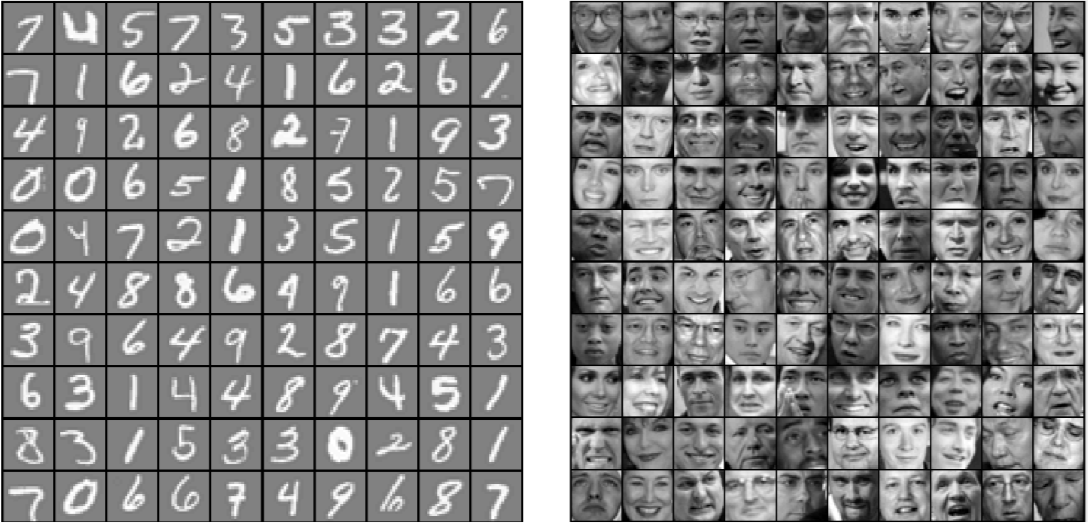 7 4 5 7 3 5 3 3 2 6
7 1 6 2 4 1 6 2 6 1
4 9 2 6 8 2 7 1 9 3
0 0 6 5 1 8 5 2 5 7
0 4 7 2 1 3 5 1 5 9
2 4 8 8 6 9 9 1 6 6
3 9 6 4 9 2 8 7 4 3
6 3 1 4 4 8 9 4 5 1
8 3 1 5 3 3 0 2 8 1
7 0 6 6 7 4 9 6 8 7